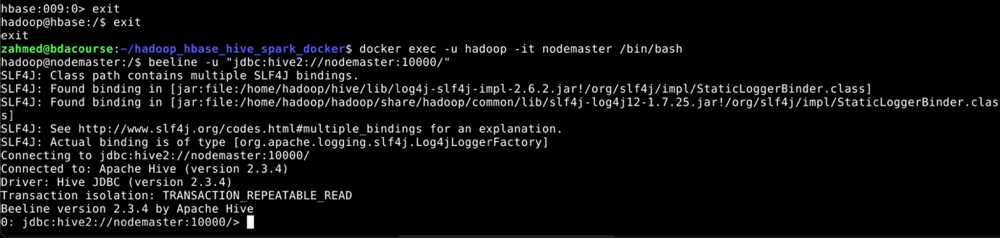 hbase:009:0> exit
hadoop@hbase:/$ exit
exit
zahmed@bdacourse:~/hadoop_hbase_hive_spark_docker$ docker exec -u hadoop -it nodemaster /bin/bash
hadoop@nodemaster:/$ beeline -u "jdbc:hive2://nodemaster:10000/"
SLF4J: Class path contains multiple SLF4J bindings.
SLF4J: Found binding in [jar:file:/home/hadoop/hive/lib/log4j-slf4j-impl-2.6.2.jar!/org/slf4j/impl/StaticLoggerBinder.class]
SLF4J: Found binding in [jar:file:/home/hadoop/hadoop/share/hadoop/common/lib/slf4j-log4j12-1.7.25.jar!/org/slf4j/impl/StaticLoggerBinder.clas
s]
SLF4J: See http://www.slf4j.org/codes.html#multiple_bindings for an explanation.
SLF4J: Actual binding is of type [org.apache.logging.slf4j.Log4jLoggerFactory]
Connecting to jdbc:hive2://nodemaster:10000/
Connected to: Apache Hive (version 2.3.4)
Driver: Hive JDBC (version 2.3.4)
Transaction isolation: TRANSACTION_REPEATABLE_READ
Beeline version 2.3.4 by Apache Hive
0: jdbc:hive2://nodemaster:10000/>